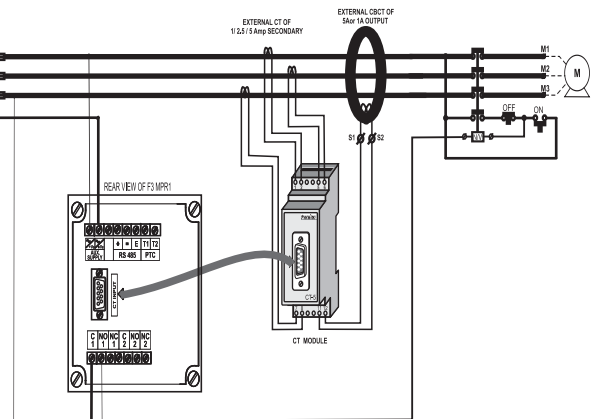 EXTERNAL CBCT OF
5Aor 1A OUTPUT
EXTERNAL CT OF
1/ 2.5 / 5 Amp SECONDARY
M1
M2
M3
M
OFF
ON
S1
S2
REAR VIEW OF F3 MPR1
+ - E T1 T2
AUX
SUPPLY
RS 485 PTC
CT INPUT
CT-5
C NO NC C NO NC
1 1 1 2 2 2
CT MODULE